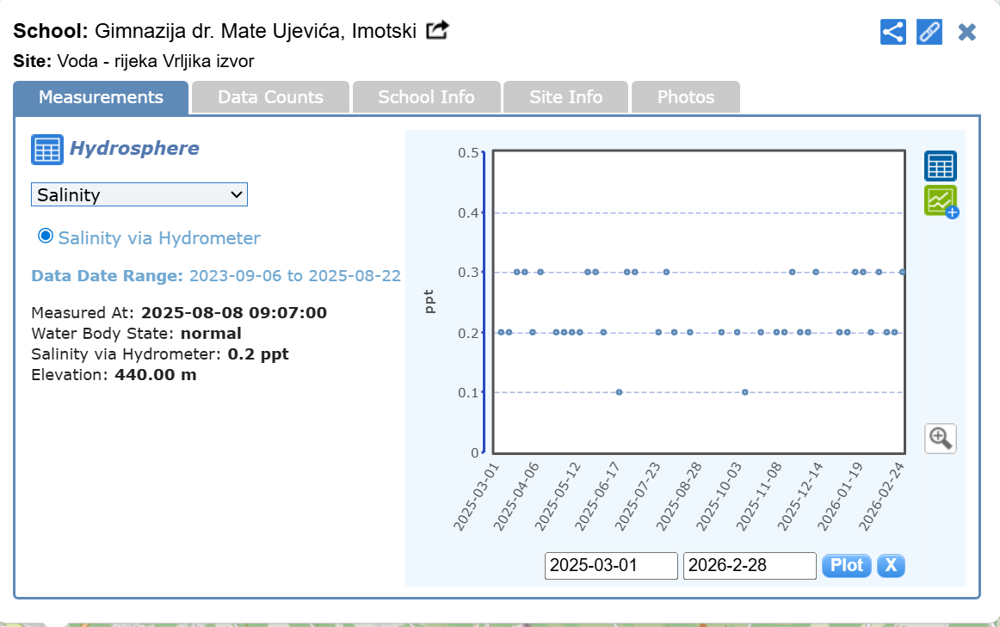 School: Gimnazija dr. Mate Ujevića, Imotski
Site: Voda - rijeka Vrljika izvor
Measurements Data Counts School Info Site Info Photos
Hydrosphere
Salinity
Salinity via Hydrometer
Data Date Range: 2023-09-06 to 2025-08-22
Measured At: 2025-08-08 09:07:00
Water Body State: normal
Salinity via Hydrometer: 0.2 ppt
Elevation: 440.00 m
ppt
0.5
0.4
0.3
0.2
0.1
0
2025-03-01
2025-04-06
2025-05-12
2025-06-17
2025-07-23
2025-08-28
2025-10-03
2025-11-08
2025-12-14
2026-01-19
2026-02-24
2025-03-01 2026-2-28 Plot X